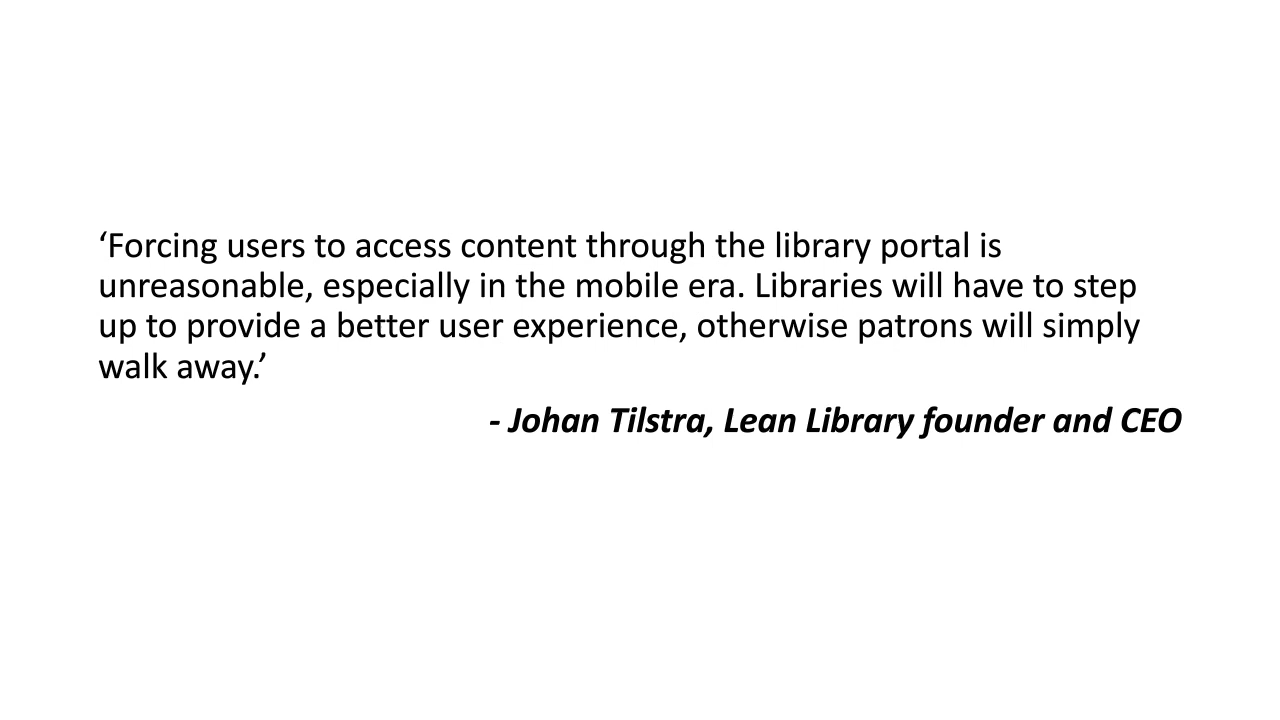 ‘Forcing users to access content through the library portal is
unreasonable, especially in the mobile era. Libraries will have to step
up to provide a better user experience, otherwise patrons will simply
walk away.’
- Johan Tilstra, Lean Library founder and CEO